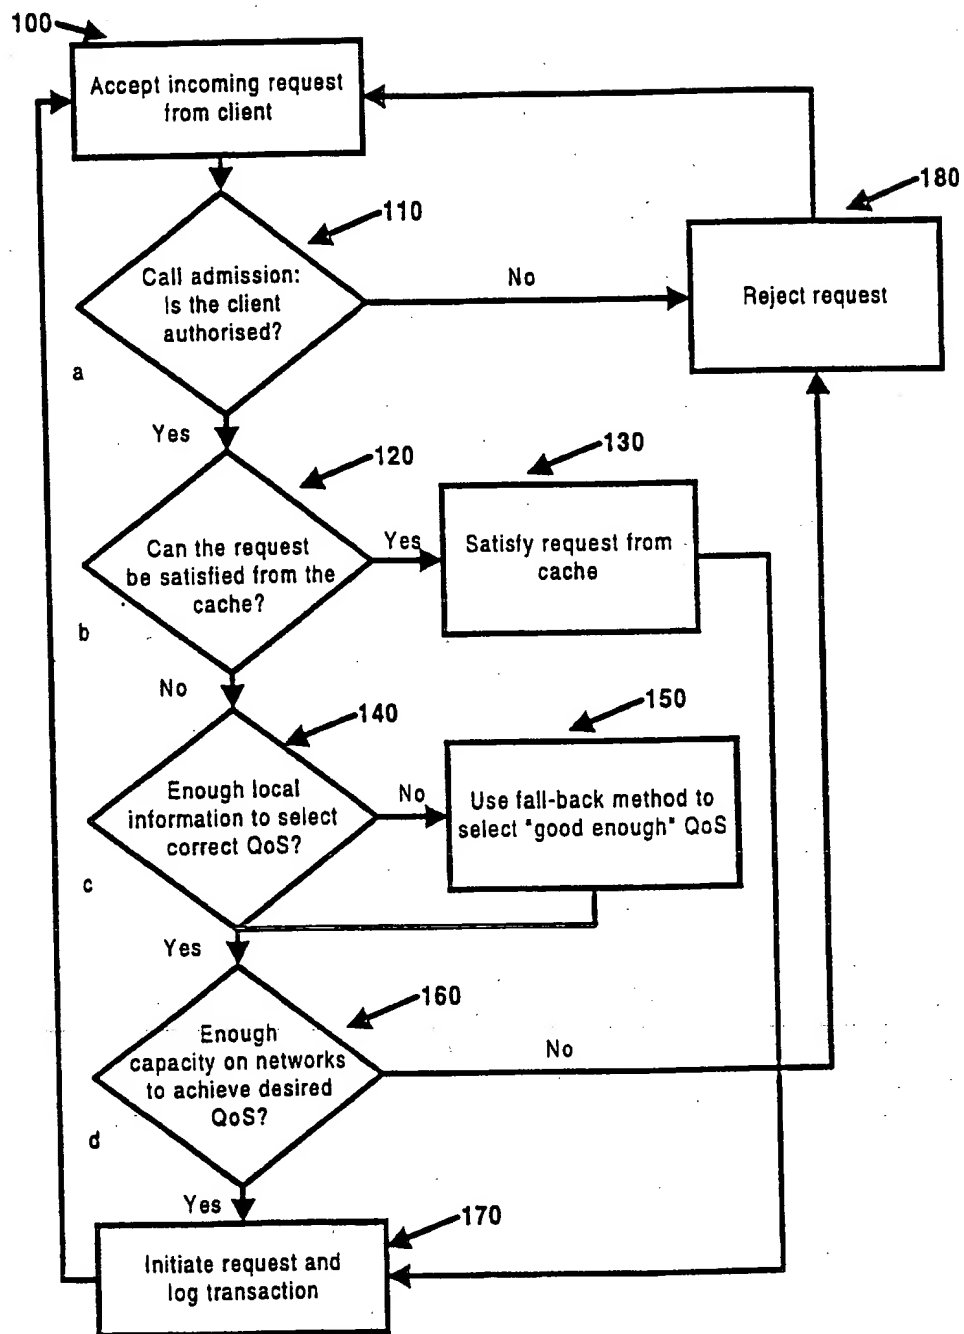 100
Accept incoming request
from client
180
110
Call admission:
Is the client
authorised?
No
Reject request
a
Yes
120
130
Can the request
be satisfied from the
cache?
Yes
Satisfy request from
cache
b
No
140
150
Enough local
information to select
correct QoS?
No
Use fall-back method to
select "good enough" QoS
c
Yes
160
Enough
capacity on networks
to achieve desired
QoS?
No
d
Yes
170
Initiate request and
log transaction